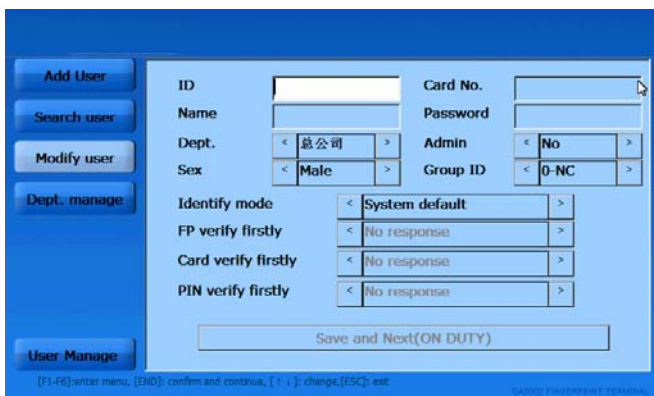 Add User
Search user
Modify user
Dept. manage
User Manage
ID
Card No.
Name
Password
Dept. < 总公司 >
Admin < No >
Sex < Male >
Group ID < 0-NC >
Identify mode < System default >
FP verify firstly < No response >
Card verify firstly < No response >
PIN verify firstly < No response >
Save and Next(ON DUTY)
[F1-F6]:enter menu, [END]: confirm and continue, [↑ ↓]: change,[ESC]: exit
GA3000 FINGERPRINT TERMINAL